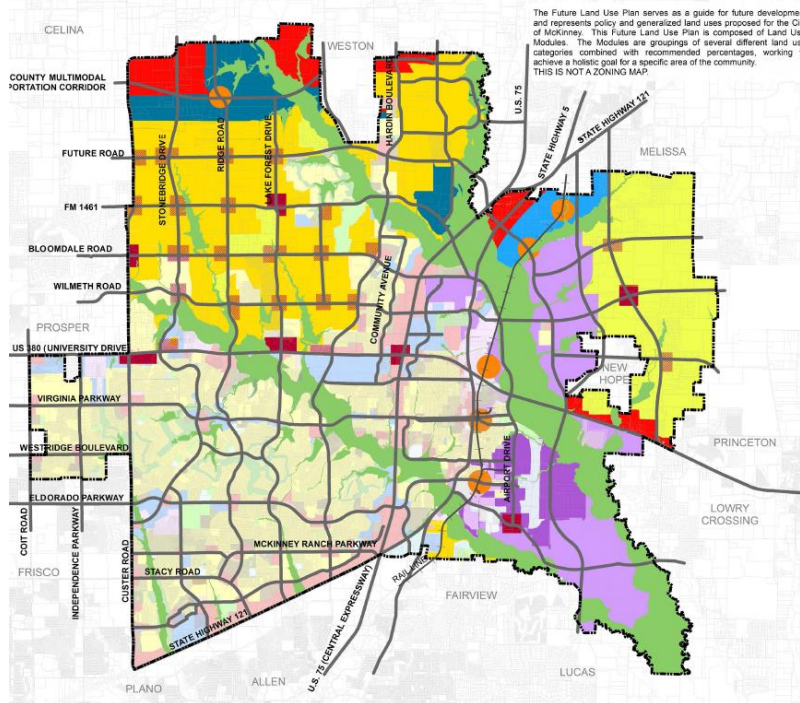 The Future Land Use Plan serves as a guide for future developme
and represents policy and generalized land uses proposed for the Ci
of McKinney. This Future Land Use Plan is composed of Land Us
Modules. The Modules are groupings of several different land us
categories combined with recommended percentages, working
achieve a holistic goal for a specific area of the community.
THIS IS NOT A ZONING MAP.
CELINA
WESTON
COUNTY MULTIMODAL
PORTATION CORRIDOR
HARDIN BOULEVARD
U.S. 75
STATE HIGHWAY 5
STATE HIGHWAY 121
MELISSA
FUTURE ROAD
STONEBRIDGE DRIVE
RIDGE ROAD
LAKE FOREST DRIVE
FM 1461
BLOOMDALE ROAD
WILMETH ROAD
COMMUNITY AVENUE
PROSPER
US 380 (UNIVERSITY DRIVE
NEW
HOPE
VIRGINIA PARKWAY
WESTRIDGE BOULEVARD
PRINCETON
AIRPORT DRIVE
ELDORADO PARKWAY
LOWRY
CROSSING
COIT ROAD
INDEPENDENCE PARKWAY
CUSTER ROAD
MCKINNEY RANCH PARKWAY
STACY ROAD
FRISCO
RAIL LINE
FAIRVIEW
STATE HIGHWAY 121
U.S. 75 (CENTRAL EXPRESSWAY)
LUCAS
ALLEN
PLANO